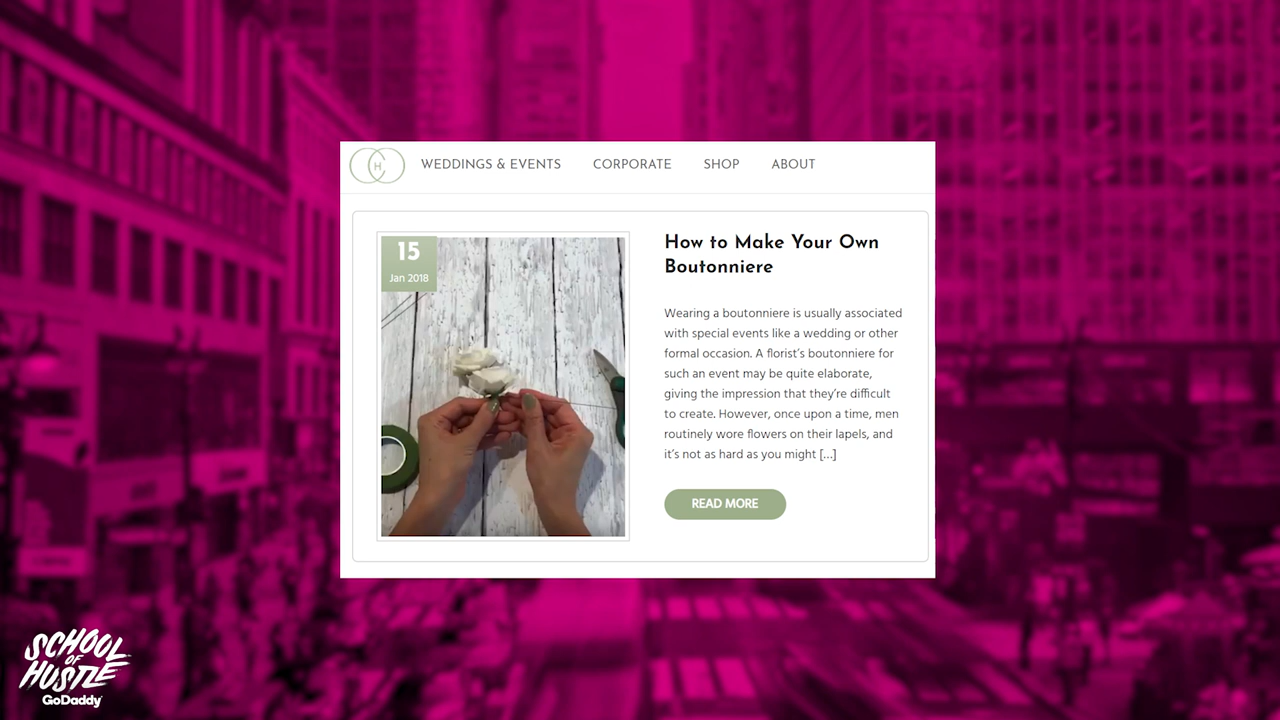 H
WEDDINGS & EVENTS CORPORATE SHOP ABOUT
15
Jan 2018
How to Make Your Own
Boutonniere
Wearing a boutonniere is usually associated
with special events like a wedding or other
formal occasion. A florist's boutonniere for
such an event may be quite elaborate,
giving the impression that they're difficult
to create. However, once upon a time, men
routinely wore flowers on their lapels, and
it's not as hard as you might [...]
READ MORE
SCHOOL
OF
HUSTLE
GoDaddy